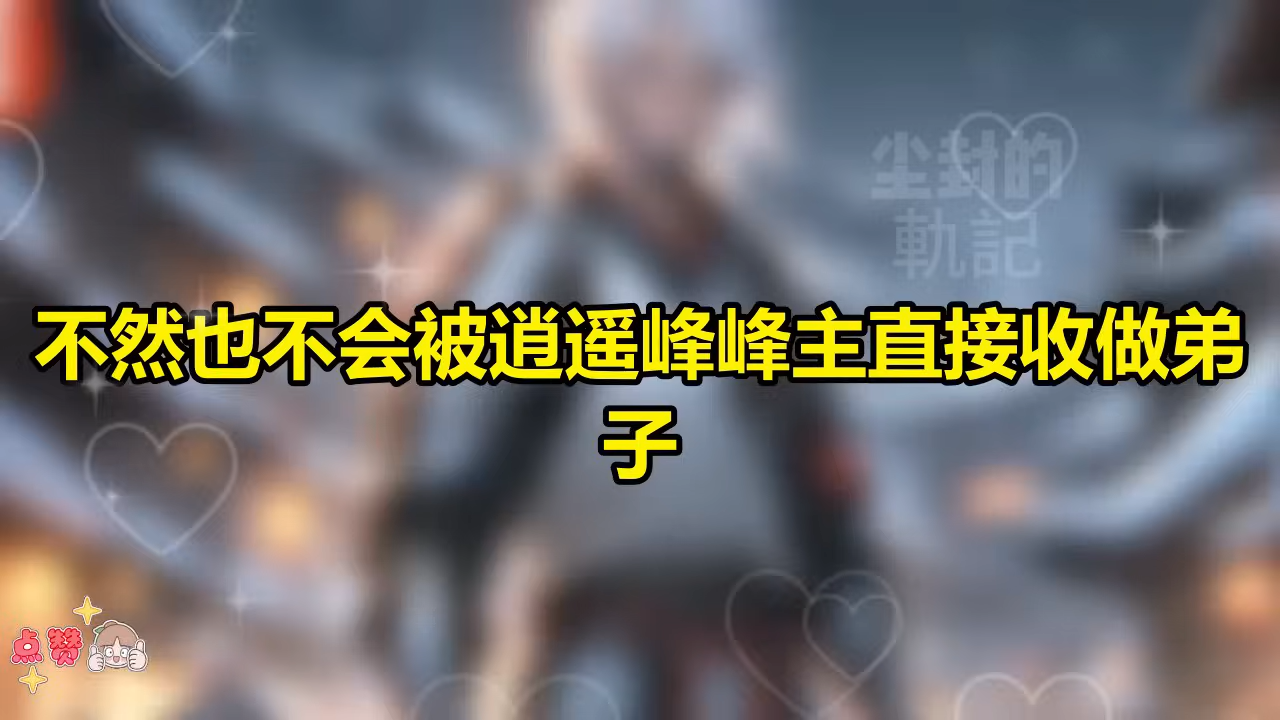 尘封的
軌記
不然也不会被逍遥峰峰主直接收做弟
子
点赞